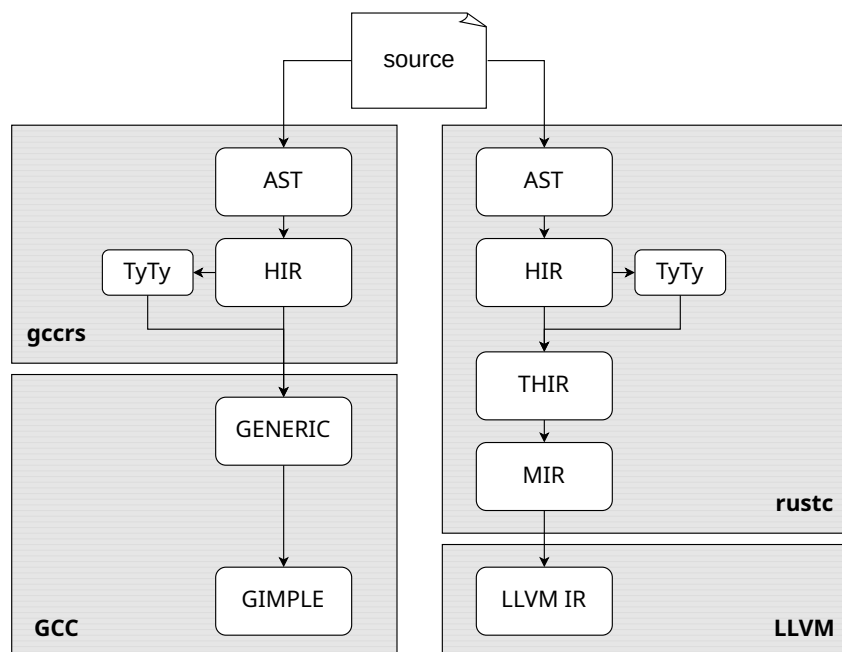 source
AST
HIR
TyTy
gccrs
GENERIC
GIMPLE
GCC
AST
HIR
TyTy
THIR
MIR
rustc
LLVM IR
LLVM